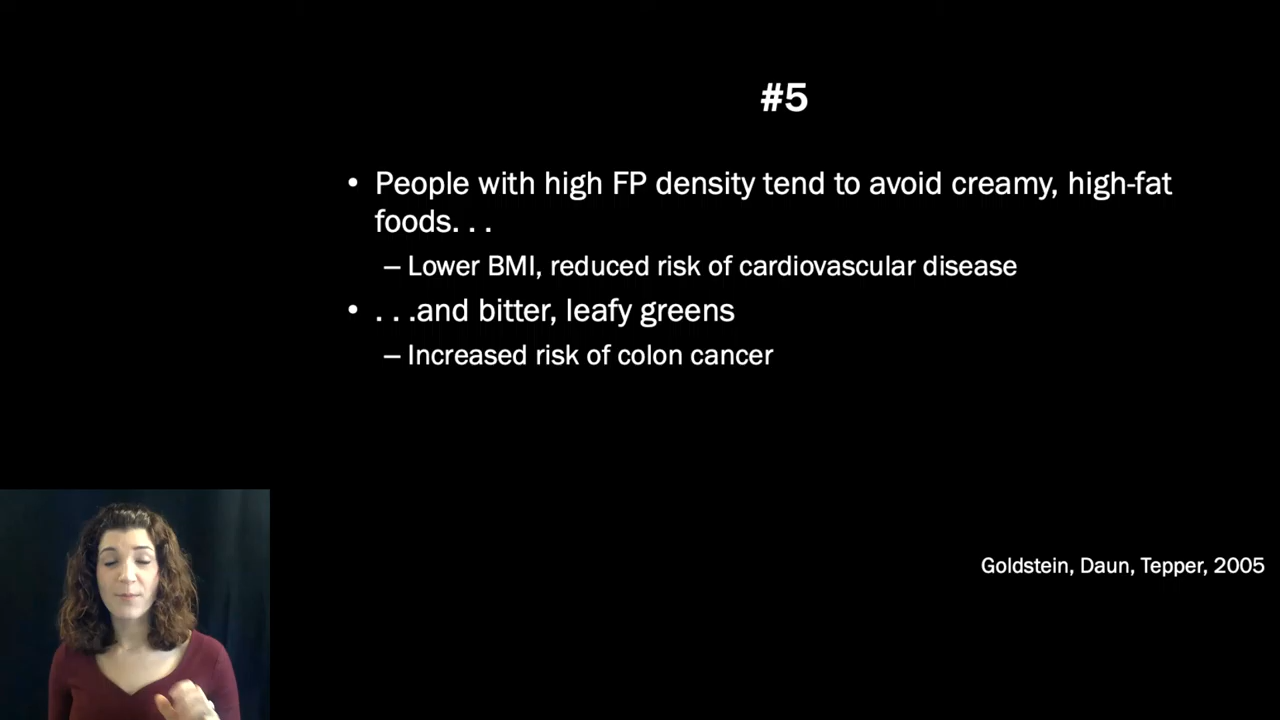 #5
• People with high FP density tend to avoid creamy, high-fat
foods. . .
– Lower BMI, reduced risk of cardiovascular disease
• . . .and bitter, leafy greens
– Increased risk of colon cancer
Goldstein, Daun, Tepper, 2005